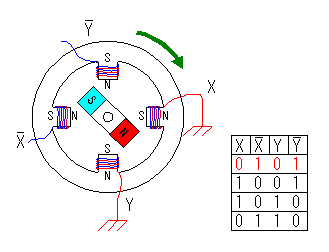 Y̅
S
N
X
S
S N
S N
N
X̅
S
N
Y
X X̅ Y Y̅
0 1 0 1
1 0 0 1
1 0 1 0
0 1 1 0